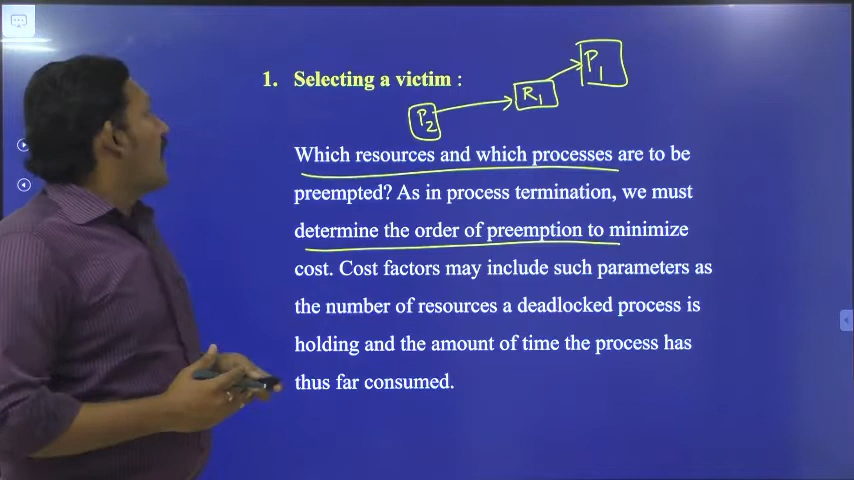 1. Selecting a victim :
P2 R1 P1
Which resources and which processes are to be
preempted? As in process termination, we must
determine the order of preemption to minimize
cost. Cost factors may include such parameters as
the number of resources a deadlocked process is
holding and the amount of time the process has
thus far consumed.